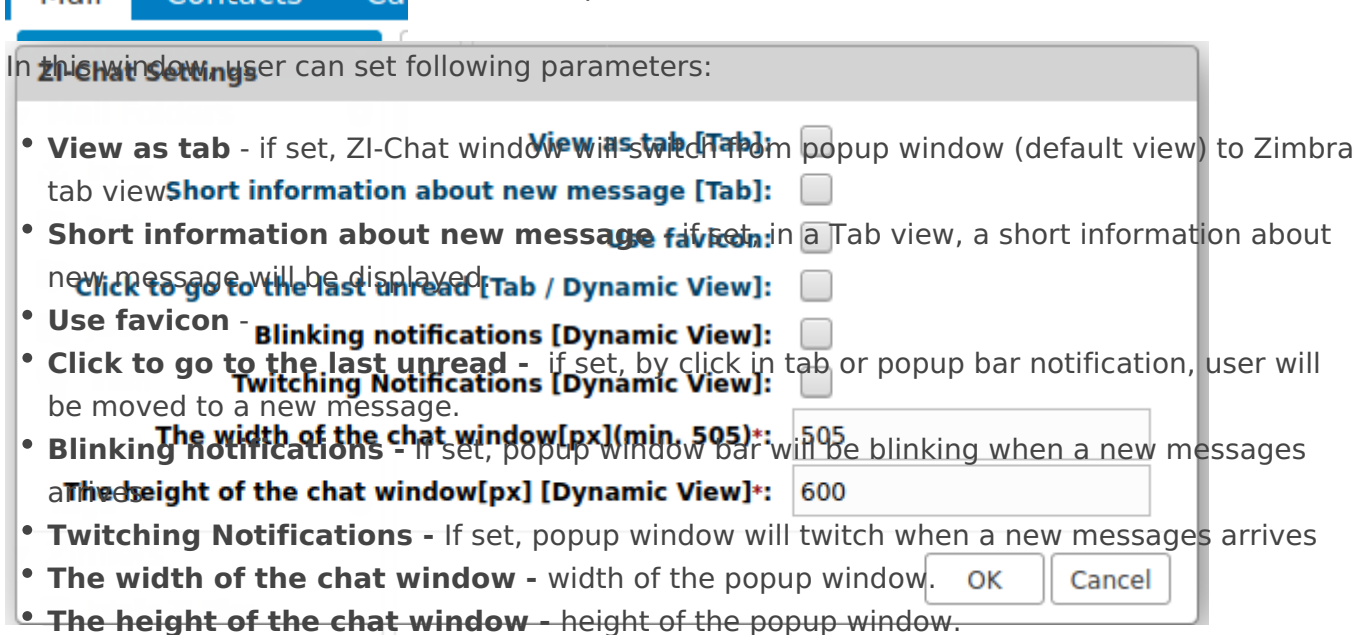 Mail Contacts Ca
In this window, user can set following parameters:
ZI-Chat Settings
• View as tab - if set, ZI-Chat window will switch from popup window (default view) to Zimbra
tab view.
View as tab [Tab]:
Short information about new message [Tab]:
• Short information about new message - if set, in a Tab view, a short information about
new message will be displayed.
Use favicon:
Click to go to the last unread [Tab / Dynamic View]:
• Use favicon -
Blinking notifications [Dynamic View]:
• Click to go to the last unread - if set, by click in tab or popup bar notification, user will
be moved to a new message.
Twitching Notifications [Dynamic View]:
The width of the chat window[px](min. 505)*: 505
• Blinking notifications - If set, popup window bar will be blinking when a new messages
arrives
The height of the chat window[px] [Dynamic View]*: 600
• Twitching Notifications - If set, popup window will twitch when a new messages arrives
• The width of the chat window - width of the popup window.
OK Cancel
• The height of the chat window - height of the popup window.